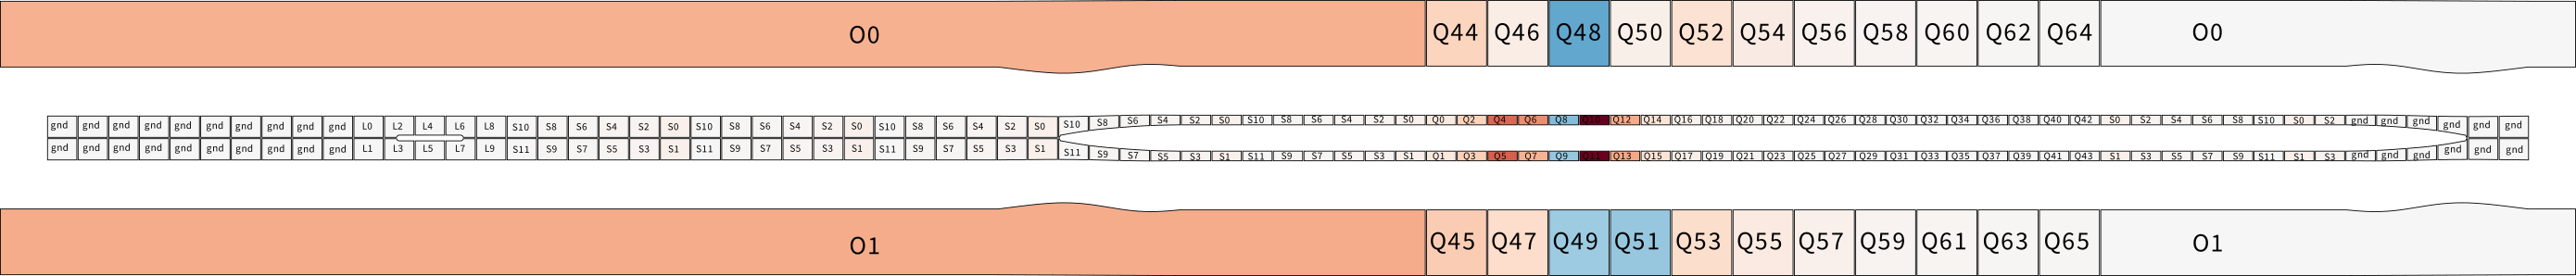 O0 Q44 Q46 Q48 Q50 Q52 Q54 Q56 Q58 Q60 Q62 Q64 O0
gnd gnd gnd gnd gnd gnd gnd gnd gnd gnd L0 L2 L4 L6 L8 S10 S8 S6 S4 S2 S0 S10 S8 S6 S4 S2 S0 S10 S8 S6 S4 S2 S0 S10 S8 S6 S4 S2 S0 S10 S8 S6 S4 S2 S0 Q0 Q2 Q4 Q6 Q8 Q10 Q12 Q14 Q16 Q18 Q20 Q22 Q24 Q26 Q28 Q30 Q32 Q34 Q36 Q38 Q40 Q42 S0 S2 S4 S6 S8 S10 S0 S2 gnd gnd gnd gnd gnd gnd
gnd gnd gnd gnd gnd gnd gnd gnd gnd gnd L1 L3 L5 L7 L9 S11 S9 S7 S5 S3 S1 S11 S9 S7 S5 S3 S1 S11 S9 S7 S5 S3 S1 S11 S9 S7 S5 S3 S1 S11 S9 S7 S5 S3 S1 Q1 Q3 Q5 Q7 Q9 Q11 Q13 Q15 Q17 Q19 Q21 Q23 Q25 Q27 Q29 Q31 Q33 Q35 Q37 Q39 Q41 Q43 S1 S3 S5 S7 S9 S11 S1 S3 gnd gnd gnd gnd gnd gnd
O1 Q45 Q47 Q49 Q51 Q53 Q55 Q57 Q59 Q61 Q63 Q65 O1